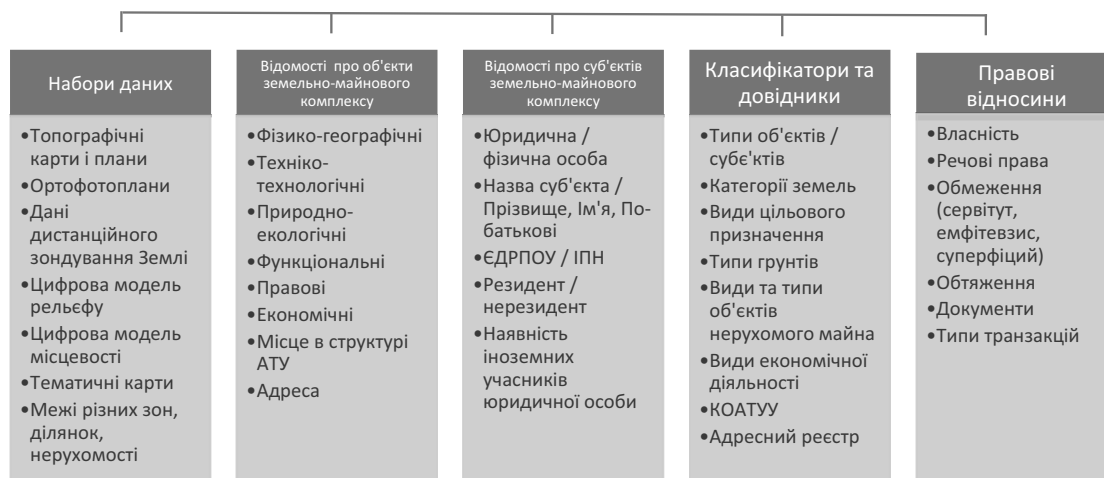 Набори даних
•Топографічні
карти і плани
•Ортофотоплани
•Дані
дистанційного
зондування Землі
•Цифрова модель
рельєфу
•Цифрова модель
місцевості
•Тематичні карти
•Межі різних зон,
ділянок,
нерухомості
Відомості про об'єкти
земельно-майнового
комплексу
•Фізико-географічні
•Техніко-
технологічні
•Природно-
екологічні
•Функціональні
•Правові
•Економічні
•Місце в структурі
АТУ
•Адреса
Відомості про суб'єктів
земельно-майнового
комплексу
•Юридична /
фізична особа
•Назва суб'єкта /
Прізвище, Ім'я, По-
батькові
•ЄДРПОУ / ІПН
•Резидент /
нерезидент
•Наявність
іноземних
учасників
юридичної особи
Класифікатори та
довідники
•Типи об'єктів /
субє'ктів
•Категорії земель
•Види цільового
призначення
•Типи грунтів
•Види та типи
об'єктів
нерухомого майна
•Види економічної
діяльності
•КОАТУУ
•Адресний реєстр
Правові
відносини
•Власність
•Речові права
•Обмеження
(сервітут,
емфітевзис,
суперфіций)
•Обтяження
•Документи
•Типи транзакцій